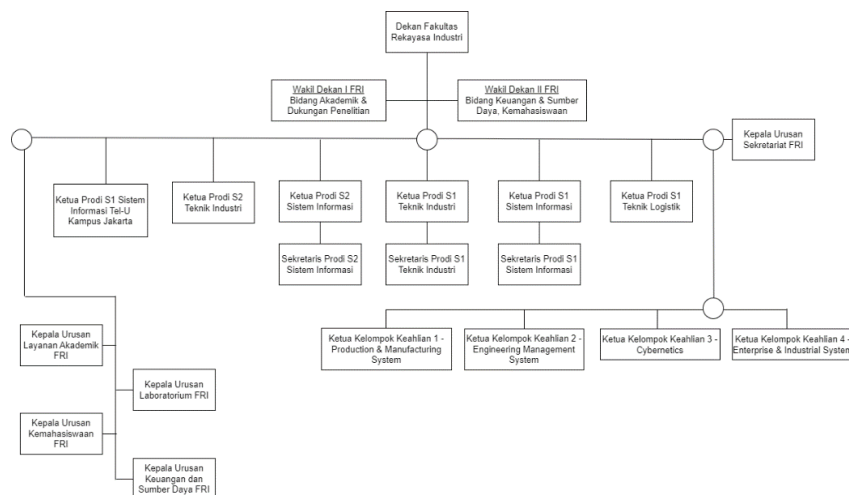 Dekan Fakultas
Rekayasa Industri
Wakil Dekan I FRI
Bidang Akademik &
Dukungan Penelitian
Wakil Dekan II FRI
Bidang Keuangan & Sumber
Daya, Kemahasiswaan
Kepala Urusan
Sekretariat FRI
Ketua Prodi S1 Sistem
Informasi Tel-U
Kampus Jakarta
Ketua Prodi S2
Teknik Industri
Ketua Prodi S2
Sistem Informasi
Ketua Prodi S1
Teknik Industri
Ketua Prodi S1
Sistem Informasi
Ketua Prodi S1
Teknik Logistik
Sekretaris Prodi S2
Sistem Informasi
Sekretaris Prodi S1
Teknik Industri
Sekretaris Prodi S1
Sistem Informasi
Ketua Kelompok Keahlian 1 -
Production & Manufacturing
System
Ketua Kelompok Keahlian 2 -
Engineering Management
System
Ketua Kelompok Keahlian 3 -
Cybernetics
Ketua Kelompok Keahlian 4 -
Enterprise & Industrial System
Kepala Urusan
Layanan Akademik
FRI
Kepala Urusan
Laboratorium FRI
Kepala Urusan
Kemahasiswaan
FRI
Kepala Urusan
Keuangan dan
Sumber Daya FRI